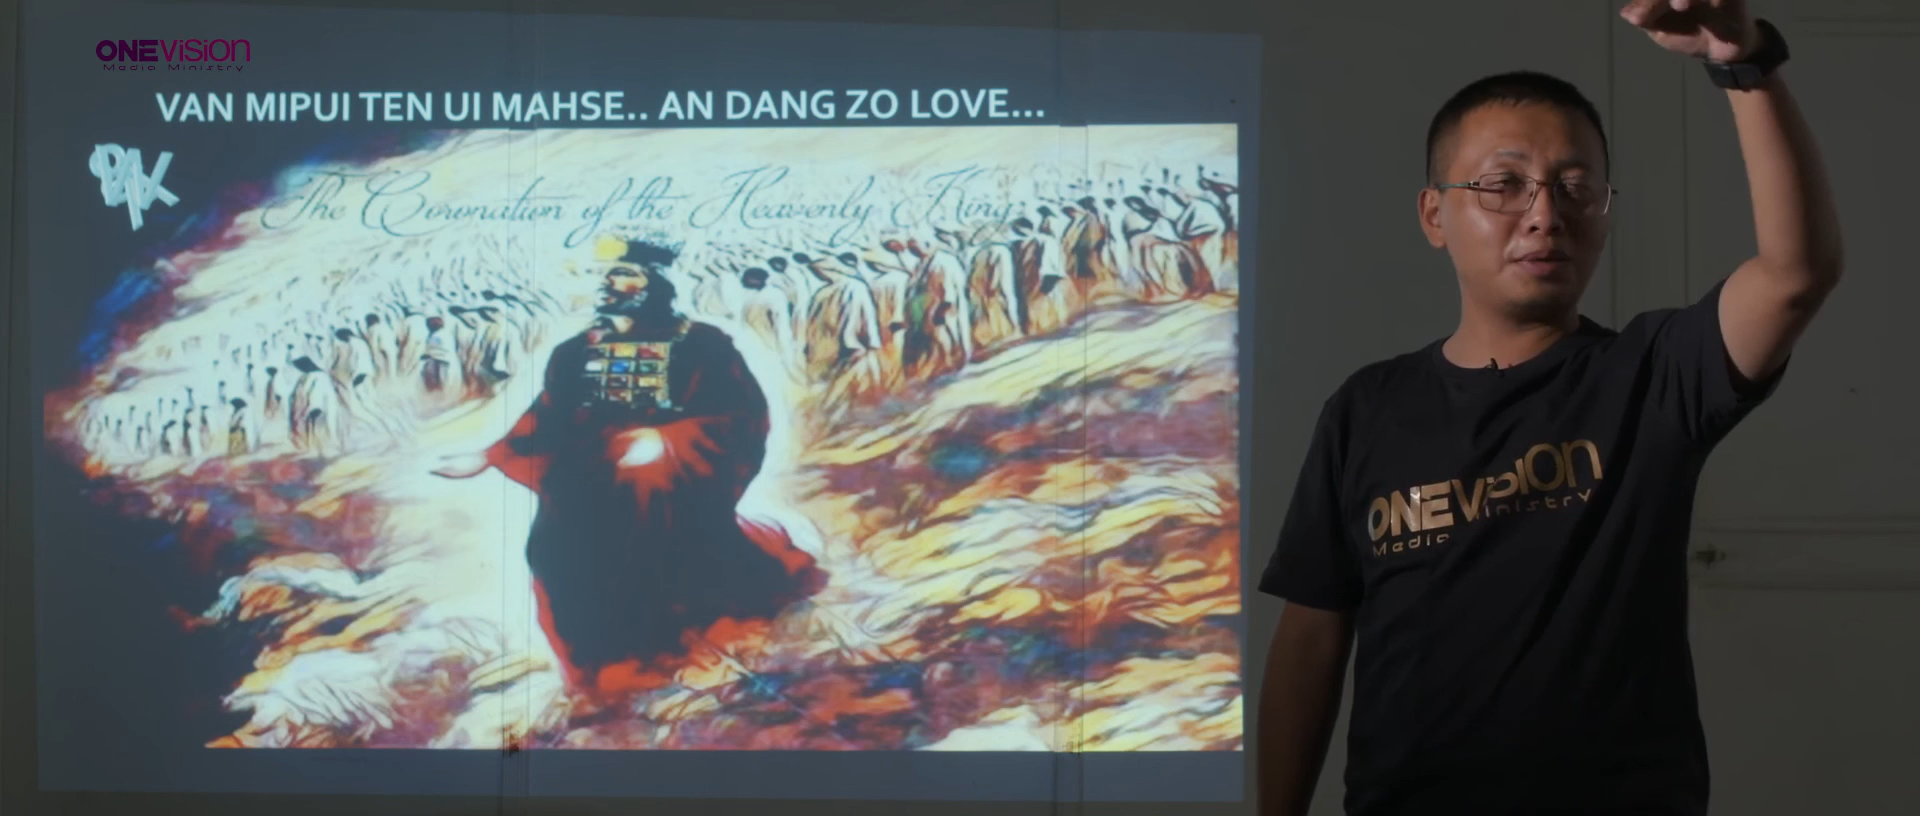 ONEVISION
Media Ministry
VAN MIPUI TEN UI MAHSE.. AN DANG ZO LOVE...
The Coronation of the Heavenly King
ONEVISION
Media Ministry